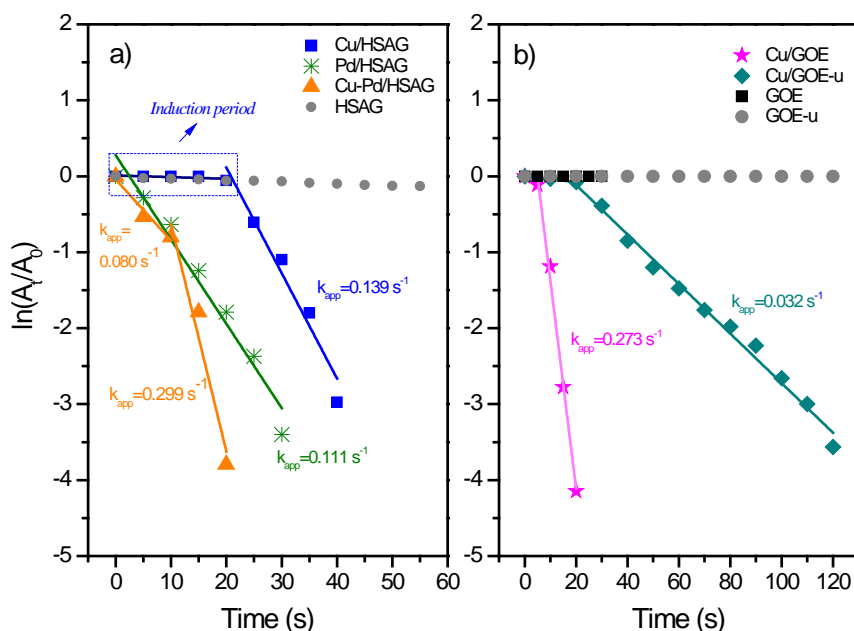 a)
Cu/HSAG
Pd/HSAG
Cu-Pd/HSAG
HSAG
Induction period
k_app=
0.080 s⁻¹
k_app=0.139 s⁻¹
k_app=0.299 s⁻¹
k_app=0.111 s⁻¹
2
1
0
-1
-2
-3
-4
-5
ln(A_t/A_0)
0 10 20 30 40 50 60
Time (s)
b)
Cu/GOE
Cu/GOE-u
GOE
GOE-u
k_app=0.032 s⁻¹
k_app=0.273 s⁻¹
2
1
0
-1
-2
-3
-4
-5
0 20 40 60 80 100 120
Time (s)